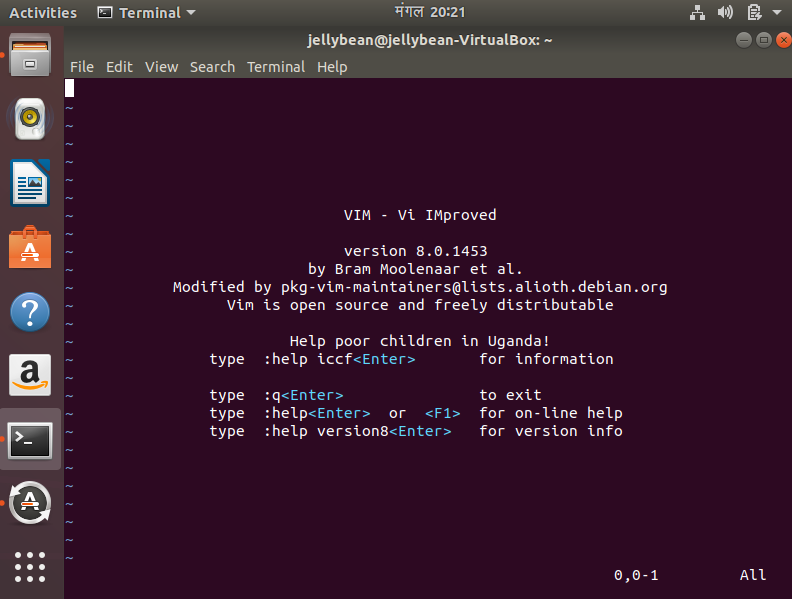 Activities Terminal मंगल 20:21
jellybean@jellybean-VirtualBox: ~
File Edit View Search Terminal Help
~
~
~
~
~
~
~ VIM - Vi IMproved
~
~ version 8.0.1453
~ by Bram Moolenaar et al.
~ Modified by pkg-vim-maintainers@lists.alioth.debian.org
~ Vim is open source and freely distributable
~
~ Help poor children in Uganda!
~ type :help iccf<Enter> for information
~
~ type :q<Enter> to exit
~ type :help<Enter> or <F1> for on-line help
~ type :help version8<Enter> for version info
~
~
~
~
~
~
~
0,0-1 All